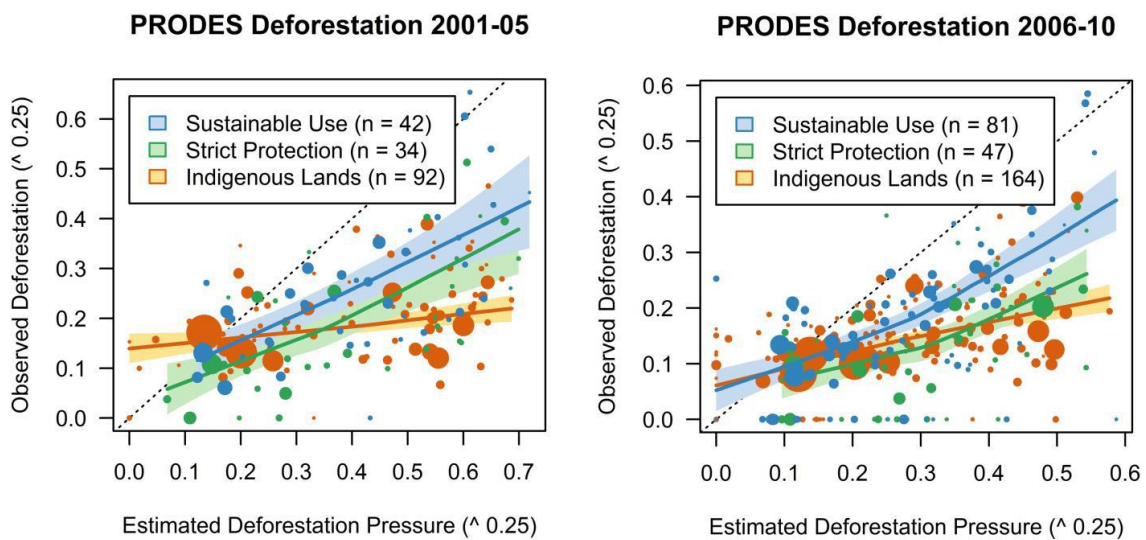 PRODES Deforestation 2001-05
Observed Deforestation (^ 0.25)
0.6
0.5
0.4
0.3
0.2
0.1
0.0
Sustainable Use (n = 42)
Strict Protection (n = 34)
Indigenous Lands (n = 92)
0.0 0.1 0.2 0.3 0.4 0.5 0.6 0.7
Estimated Deforestation Pressure (^ 0.25)
PRODES Deforestation 2006-10
Observed Deforestation (^ 0.25)
0.6
0.5
0.4
0.3
0.2
0.1
0.0
Sustainable Use (n = 81)
Strict Protection (n = 47)
Indigenous Lands (n = 164)
0.0 0.1 0.2 0.3 0.4 0.5 0.6
Estimated Deforestation Pressure (^ 0.25)